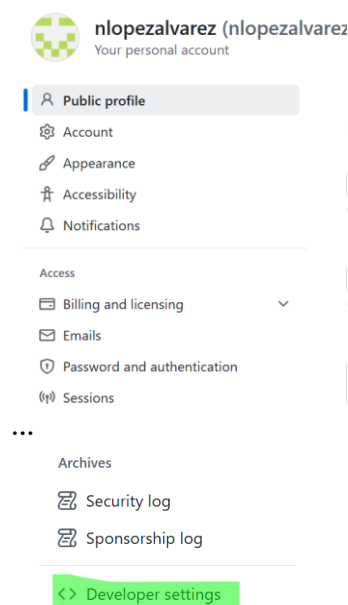 nlopezalvarez (nlopezalvarez
Your personal account
Public profile
Account
Appearance
Accessibility
Notifications
Access
Billing and licensing
Emails
Password and authentication
Sessions
...
Archives
Security log
Sponsorship log
Developer settings